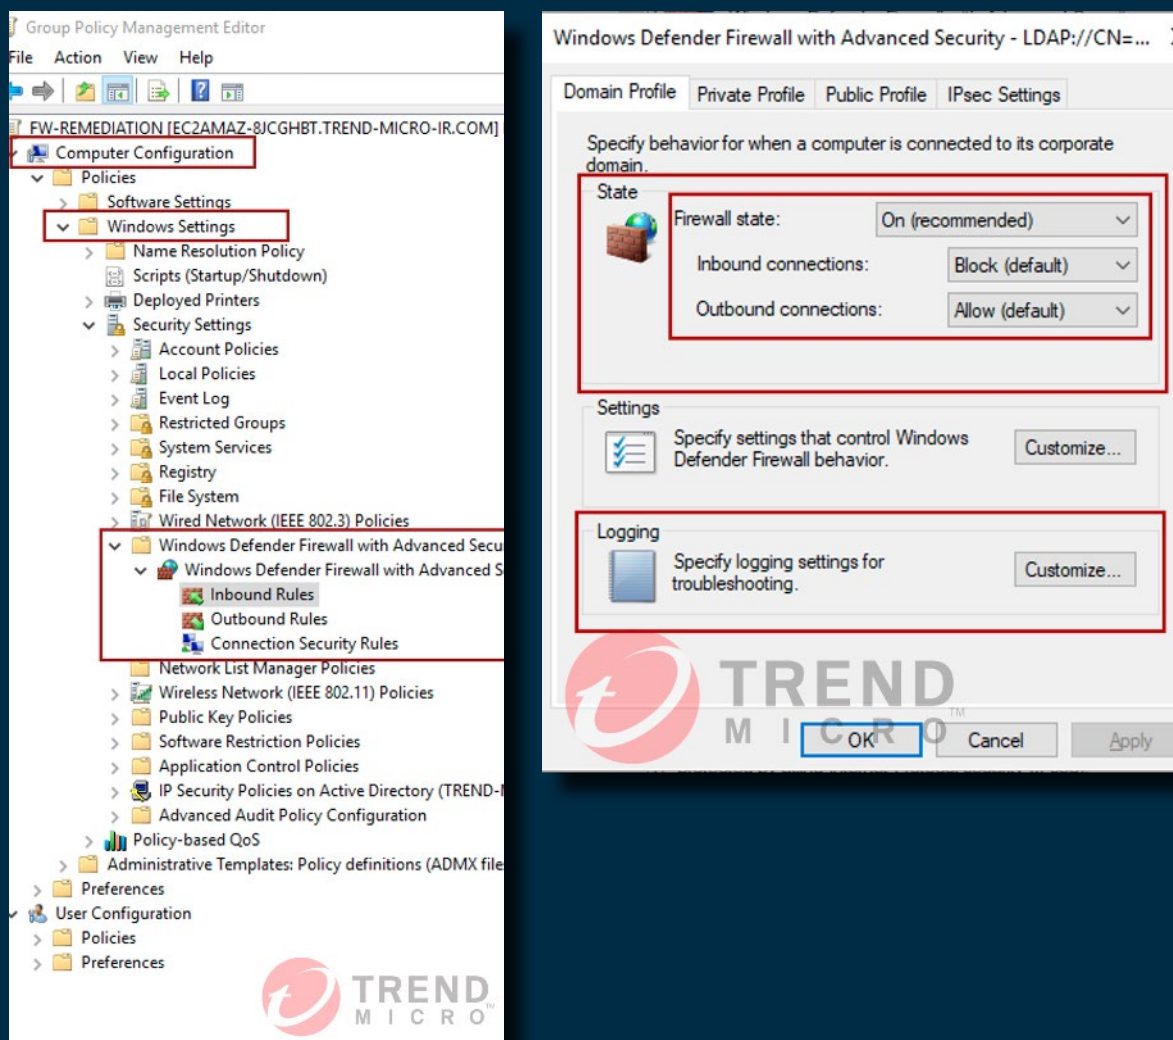 Group Policy Management Editor
File Action View Help
FW-REMEDIATION [EC2AMAZ-8JCGHBT.TREND-MICRO-IR.COM]
Computer Configuration
Policies
Software Settings
Windows Settings
Name Resolution Policy
Scripts (Startup/Shutdown)
Deployed Printers
Security Settings
Account Policies
Local Policies
Event Log
Restricted Groups
System Services
Registry
File System
Wired Network (IEEE 802.3) Policies
Windows Defender Firewall with Advanced Secu
Windows Defender Firewall with Advanced S
Inbound Rules
Outbound Rules
Connection Security Rules
Network List Manager Policies
Wireless Network (IEEE 802.11) Policies
Public Key Policies
Software Restriction Policies
Application Control Policies
IP Security Policies on Active Directory (TREND-
Advanced Audit Policy Configuration
Policy-based QoS
Administrative Templates: Policy definitions (ADMX file
Preferences
User Configuration
Policies
Preferences
TREND
MICRO™
Windows Defender Firewall with Advanced Security - LDAP://CN=...
Domain Profile Private Profile Public Profile IPsec Settings
Specify behavior for when a computer is connected to its corporate
domain.
State
Firewall state: On (recommended)
Inbound connections: Block (default)
Outbound connections: Allow (default)
Settings
Specify settings that control Windows
Defender Firewall behavior.
Customize...
Logging
Specify logging settings for
troubleshooting.
Customize...
TREND™
MICRO
OK Cancel Apply